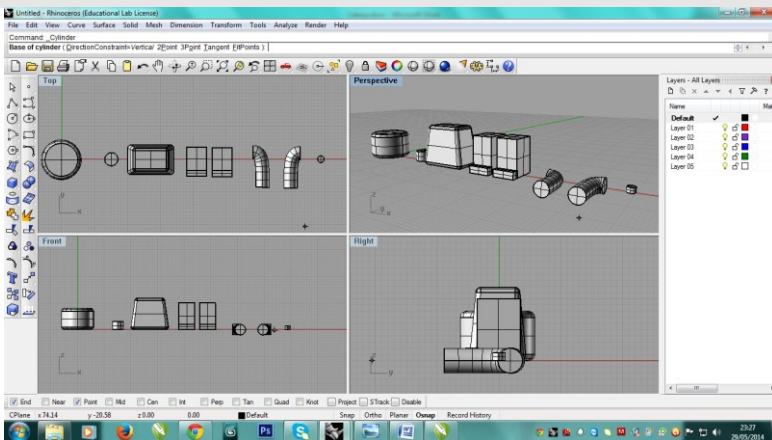 Untitled - Rhinoceros (Educational Lab License)
File Edit View Curve Surface Solid Mesh Dimension Transform Tools Analyze Render Help
Command: _Cylinder
Base of cylinder ( DirectionConstraint=Vertical 2Point 3Point Tangent FitPoints ):
Top
Perspective
Layers - All Layers
Name
Default
Layer 01
Layer 02
Layer 03
Layer 04
Layer 05
y
x
z
x
y
Front
Right
z
x
z
y
End Near Point Mid Cen Int Perp Tan Quad Knot Project STrack Disable
CPlane x 74.14 y -20.58 z 0.00 0.00 Default Snap Ortho Planar Osnap Record History
Ps
W
23:27
29/05/2014